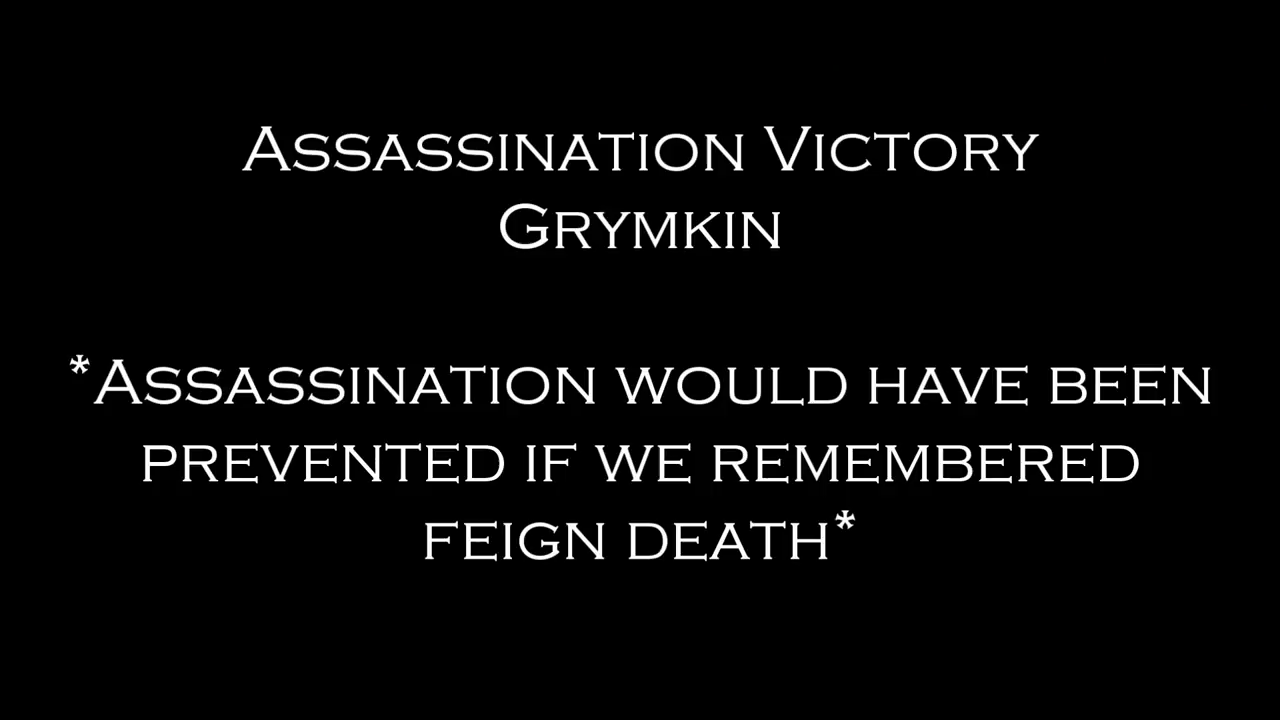 Assassination Victory
Grymkin
*Assassination would have been
prevented if we remembered
feign death*